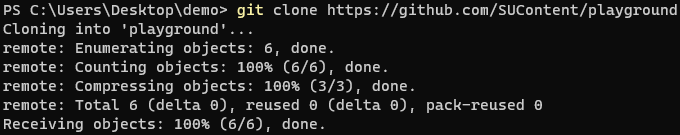 PS C:\Users\Desktop\demo> git clone https://github.com/SUContent/playground
Cloning into 'playground'...
remote: Enumerating objects: 6, done.
remote: Counting objects: 100% (6/6), done.
remote: Compressing objects: 100% (3/3), done.
remote: Total 6 (delta 0), reused 0 (delta 0), pack-reused 0
Receiving objects: 100% (6/6), done.